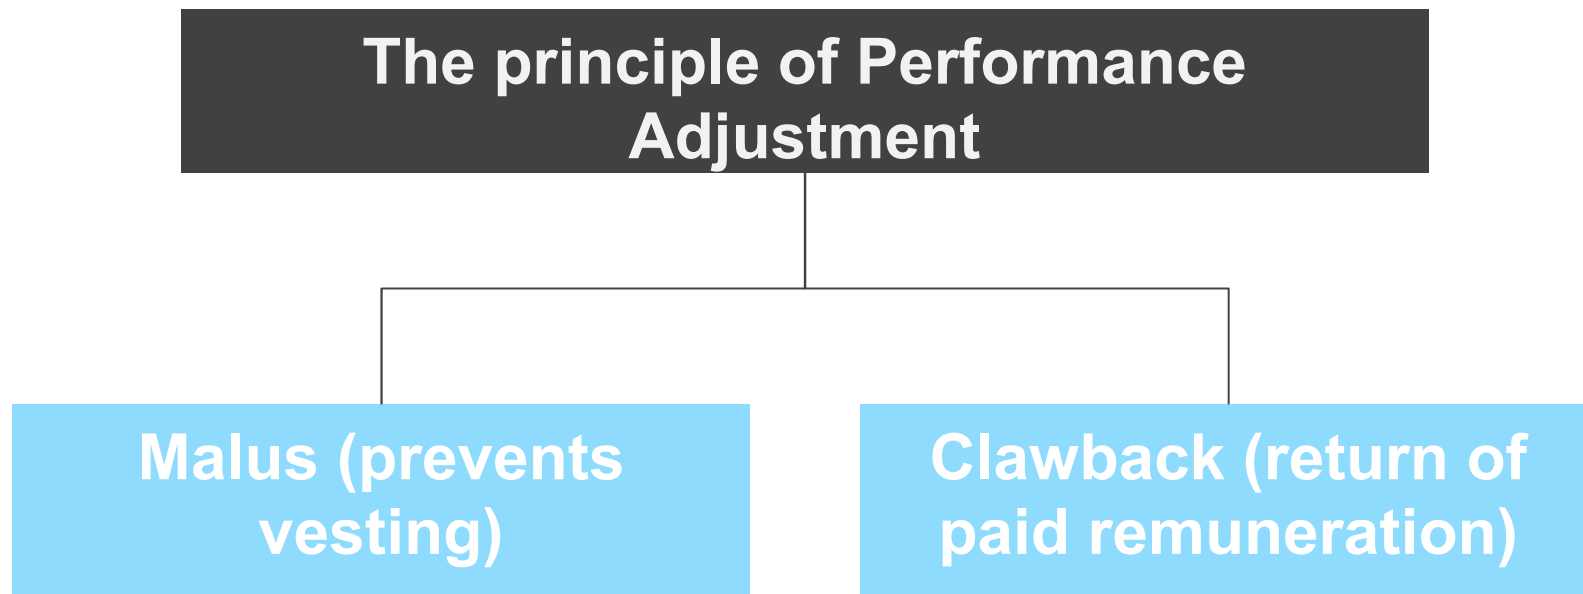 The principle of Performance
Adjustment
Malus (prevents
vesting)
Clawback (return of
paid remuneration)